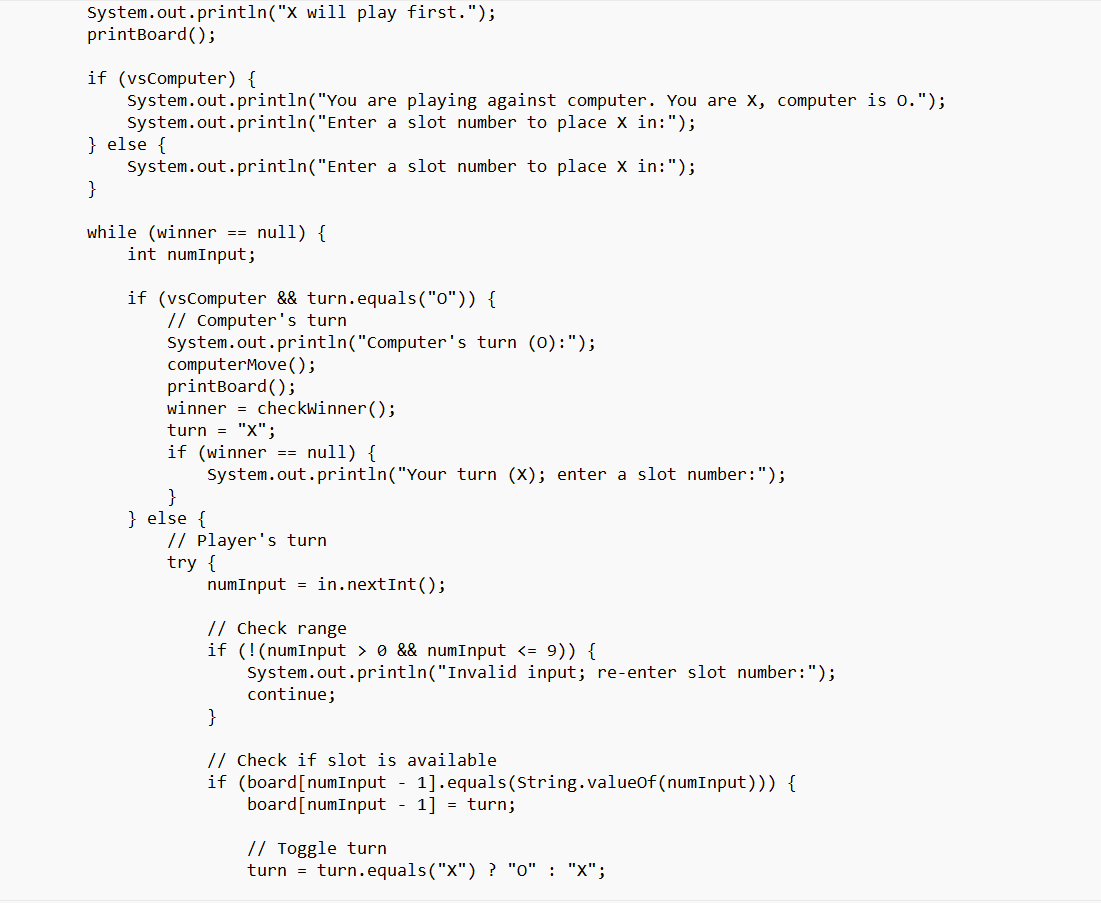 System.out.println("X will play first.");
printBoard();
if (vsComputer) {
System.out.println("You are playing against computer. You are X, computer is O.");
System.out.println("Enter a slot number to place X in:");
} else {
System.out.println("Enter a slot number to place X in:");
}
while (winner == null) {
int numInput;
if (vsComputer && turn.equals("O")) {
// Computer's turn
System.out.println("Computer's turn (O):");
computerMove();
printBoard();
winner = checkWinner();
turn = "X";
if (winner == null) {
System.out.println("Your turn (X); enter a slot number:");
}
} else {
// Player's turn
try {
numInput = in.nextInt();
// Check range
if (!(numInput > 0 && numInput <= 9)) {
System.out.println("Invalid input; re-enter slot number:");
continue;
}
// Check if slot is available
if (board[numInput - 1].equals(String.valueOf(numInput))) {
board[numInput - 1] = turn;
// Toggle turn
turn = turn.equals("X") ? "O" : "X";